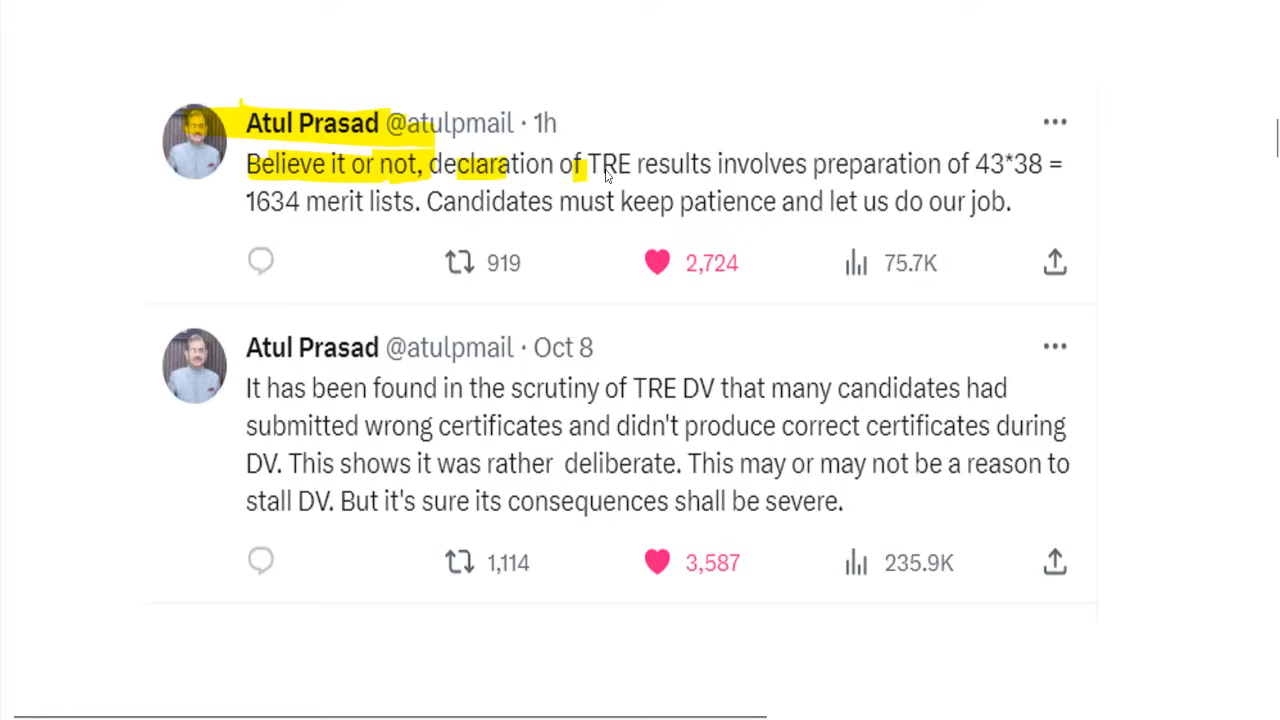 Atul Prasad @atulpmail · 1h
Believe it or not, declaration of TRE results involves preparation of 43*38 =
1634 merit lists. Candidates must keep patience and let us do our job.
919 2,724 75.7K
Atul Prasad @atulpmail · Oct 8
It has been found in the scrutiny of TRE DV that many candidates had
submitted wrong certificates and didn't produce correct certificates during
DV. This shows it was rather deliberate. This may or may not be a reason to
stall DV. But it's sure its consequences shall be severe.
1,114 3,587 235.9K